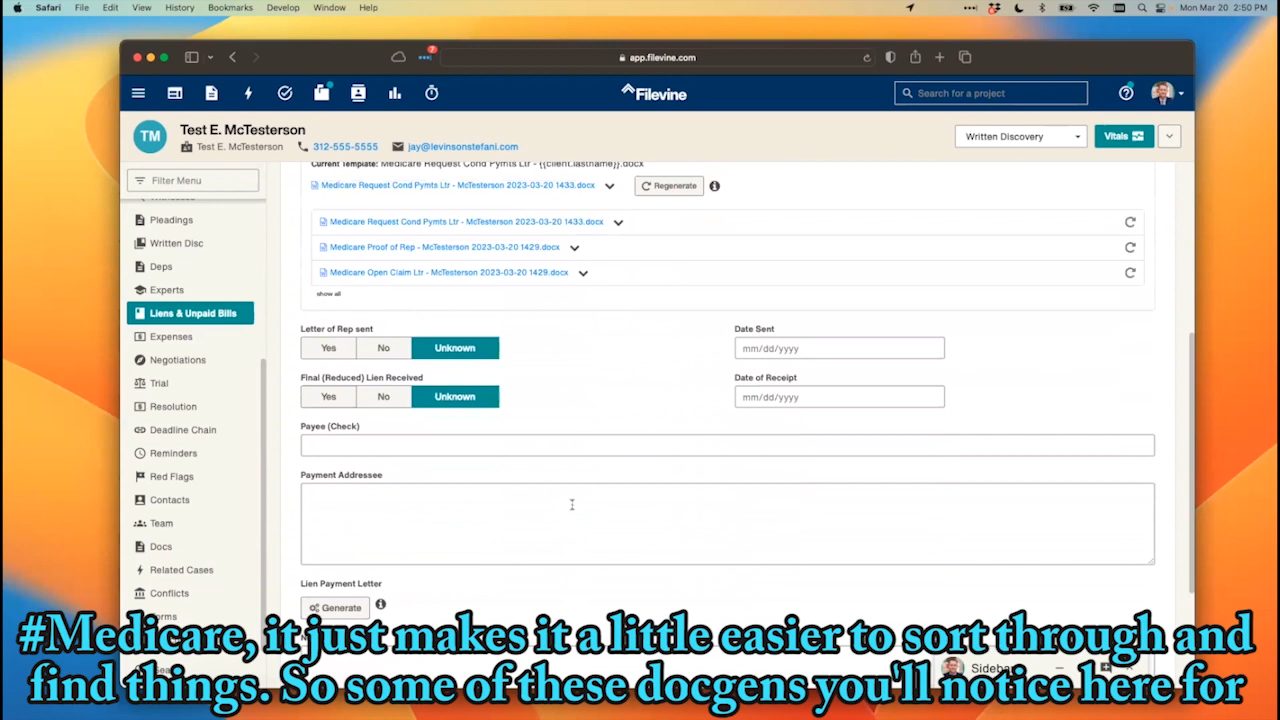 Safari File Edit View History Bookmarks Develop Window Help Mon Mar 20 2:50 PM
7
app.filevine.com
Filevine
Search for a project
TM
Test E. McTesterson
Test E. McTesterson 312-555-5555 jay@levinsonstefani.com
Written Discovery
Vitals
Filter Menu
Pleadings
Written Disc
Deps
Experts
Liens & Unpaid Bills
Expenses
Negotiations
Trial
Resolution
Deadline Chain
Reminders
Red Flags
Contacts
Team
Docs
Related Cases
Conflicts
Current Template: Medicare Request Cond Pymts Ltr - {{client.lastname}}.docx
Medicare Request Cond Pymts Ltr - McTesterson 2023-03-20 1433.docx
Regenerate
Medicare Request Cond Pymts Ltr - McTesterson 2023-03-20 1433.docx
Medicare Proof of Rep - McTesterson 2023-03-20 1429.docx
Medicare Open Claim Ltr - McTesterson 2023-03-20 1429.docx
show all
Letter of Rep sent
Yes No Unknown
Date Sent
mm/dd/yyyy
Final (Reduced) Lien Received
Yes No Unknown
Date of Receipt
mm/dd/yyyy
Payee (Check)
Payment Addressee
Lien Payment Letter
Generate
#Medicare, it just makes it a little easier to sort through and
find things. So some of these docgens you'll notice here for